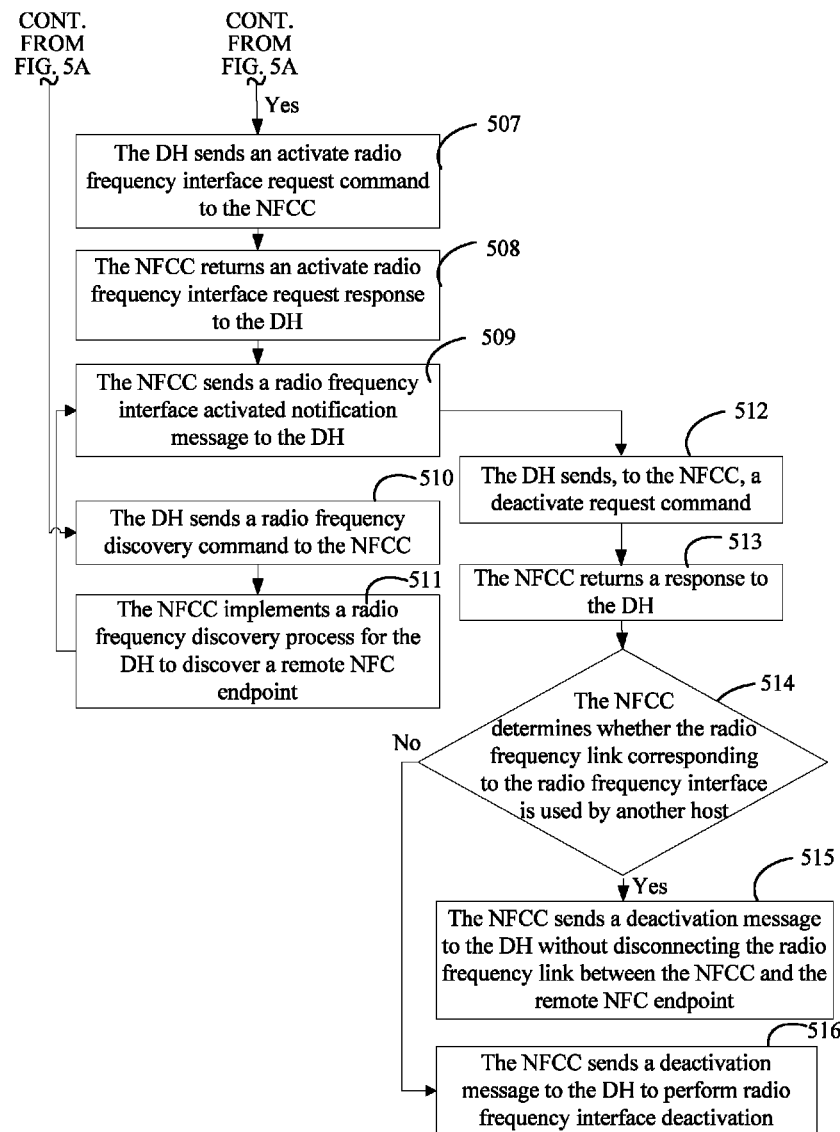 CONT.
FROM
FIG. 5A
CONT.
FROM
FIG. 5A
Yes
507
The DH sends an activate radio
frequency interface request command
to the NFCC
508
The NFCC returns an activate radio
frequency interface request response
to the DH
509
The NFCC sends a radio frequency
interface activated notification
message to the DH
510
The DH sends a radio frequency
discovery command to the NFCC
511
The NFCC implements a radio
frequency discovery process for the
DH to discover a remote NFC
endpoint
512
The DH sends, to the NFCC, a
deactivate request command
513
The NFCC returns a response to
the DH
514
The NFCC
determines whether the radio
frequency link corresponding
to the radio frequency interface
is used by another host
No
Yes
515
The NFCC sends a deactivation message
to the DH without disconnecting the radio
frequency link between the NFCC and the
remote NFC endpoint
516
The NFCC sends a deactivation
message to the DH to perform radio
frequency interface deactivation